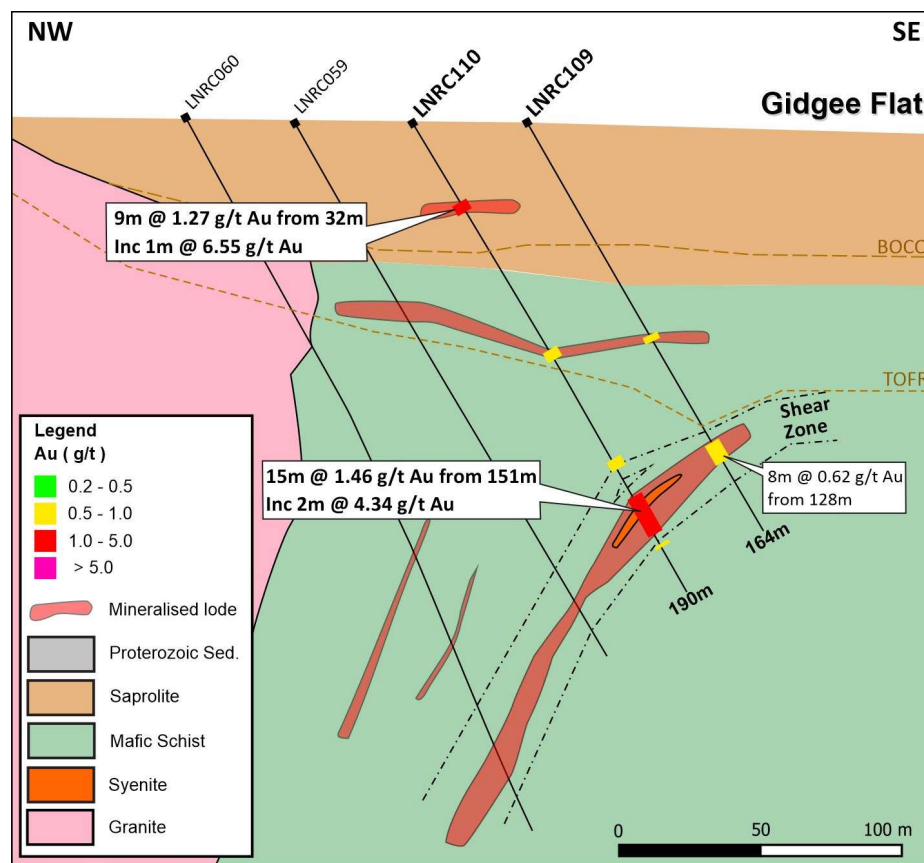 NW
SE
LNRC060
LNRC059
LNRC110
LNRC109
Gidgee Flat
9m @ 1.27 g/t Au from 32m
Inc 1m @ 6.55 g/t Au
BOCO
TOFR
Shear
Zone
15m @ 1.46 g/t Au from 151m
Inc 2m @ 4.34 g/t Au
8m @ 0.62 g/t Au
from 128m
164m
190m
Legend
Au ( g/t )
0.2 - 0.5
0.5 - 1.0
1.0 - 5.0
> 5.0
Mineralised lode
Proterozoic Sed.
Saprolite
Mafic Schist
Syenite
Granite
0 50 100 m